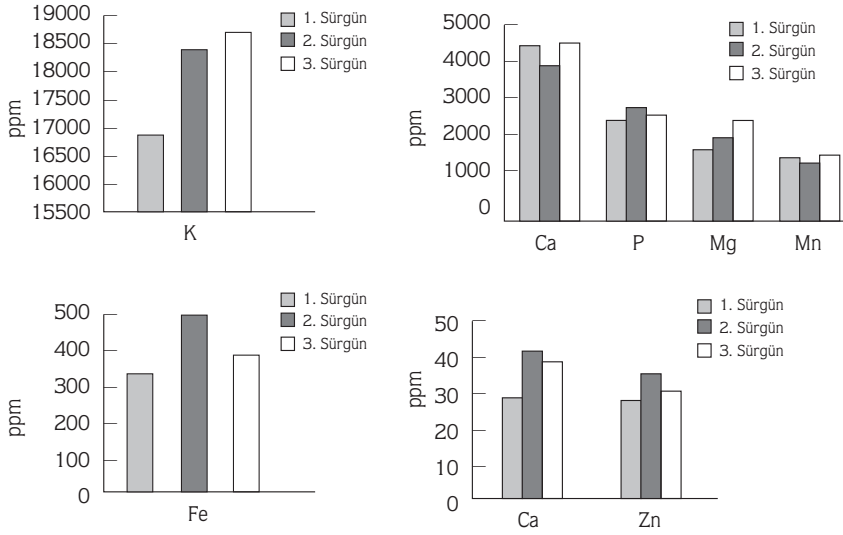 19000
18500
18000
17500
17000
16500
16000
15500
ppm
K
1. Sürgün
2. Sürgün
3. Sürgün
5000
4000
3000
2000
1000
0
ppm
Ca P Mg Mn
1. Sürgün
2. Sürgün
3. Sürgün
500
400
300
200
100
0
ppm
Fe
1. Sürgün
2. Sürgün
3. Sürgün
50
40
30
20
10
0
ppm
Ca Zn
1. Sürgün
2. Sürgün
3. Sürgün